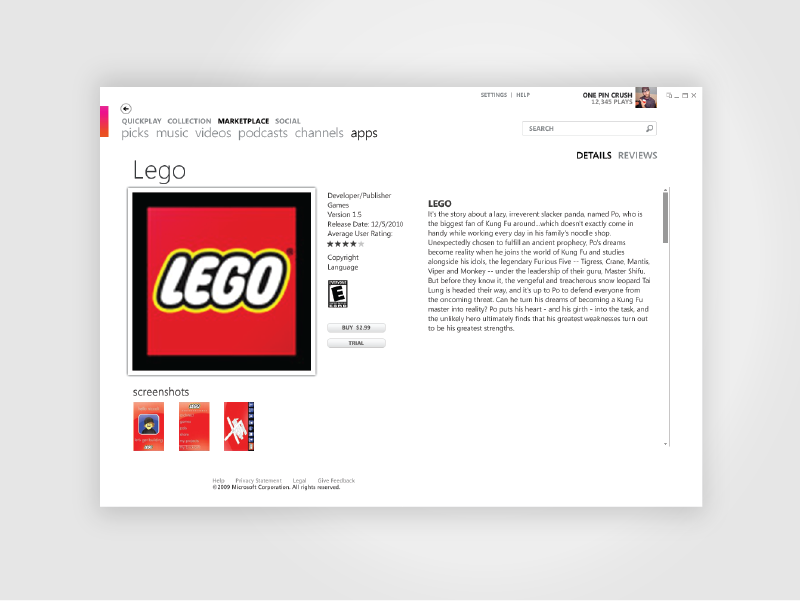 SETTINGS | HELP
ONE PIN CRUSH
12,345 PLAYS
QUICKPLAY COLLECTION MARKETPLACE SOCIAL
picks music videos podcasts channels apps
SEARCH
DETAILS REVIEWS
Lego
LEGO
®
Developer/Publisher
Games
Version 1.5
Release Date: 12/5/2010
Average User Rating:
Copyright
Language
E
BUY $2.99
TRIAL
LEGO
It's the story about a lazy, irreverent slacker panda, named Po, who is
the biggest fan of Kung Fu around...which doesn't exactly come in
handy while working every day in his family's noodle shop.
Unexpectedly chosen to fulfill an ancient prophecy, Po's dreams
become reality when he joins the world of Kung Fu and studies
alongside his idols, the legendary Furious Five -- Tigress, Crane, Mantis,
Viper and Monkey -- under the leadership of their guru, Master Shifu.
But before they know it, the vengeful and treacherous snow leopard Tai
Lung is headed their way, and it's up to Po to defend everyone from
the oncoming threat. Can he turn his dreams of becoming a Kung Fu
master into reality? Po puts his heart - and his girth - into the task, and
the unlikely hero ultimately finds that his greatest weaknesses turn out
to be his greatest strengths.
screenshots
LEGO
Help Privacy Statement Legal Give Feedback
©2009 Microsoft Corporation. All rights reserved.